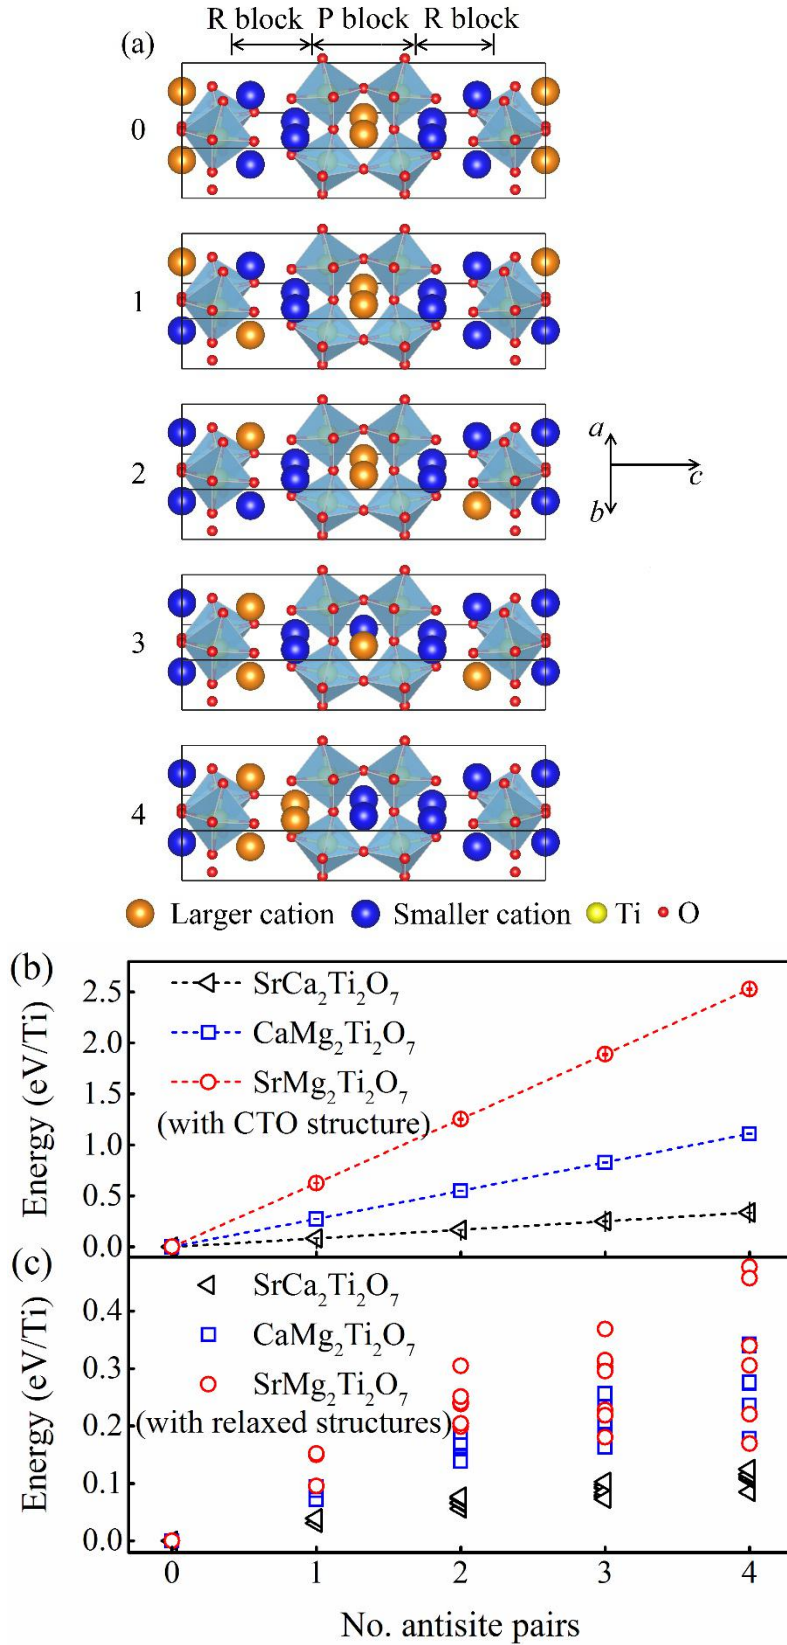 R block P block R block
(a)
0
1
2
a
c
b
3
4
Larger cation Smaller cation Ti O
(b)
SrCa₂Ti₂O₇
CaMg₂Ti₂O₇
SrMg₂Ti₂O₇
(with CTO structure)
Energy (eV/Ti)
2.5
2.0
1.5
1.0
0.5
0.0
(c)
SrCa₂Ti₂O₇
CaMg₂Ti₂O₇
SrMg₂Ti₂O₇
(with relaxed structures)
Energy (eV/Ti)
0.4
0.3
0.2
0.1
0.0
0 1 2 3 4
No. antisite pairs